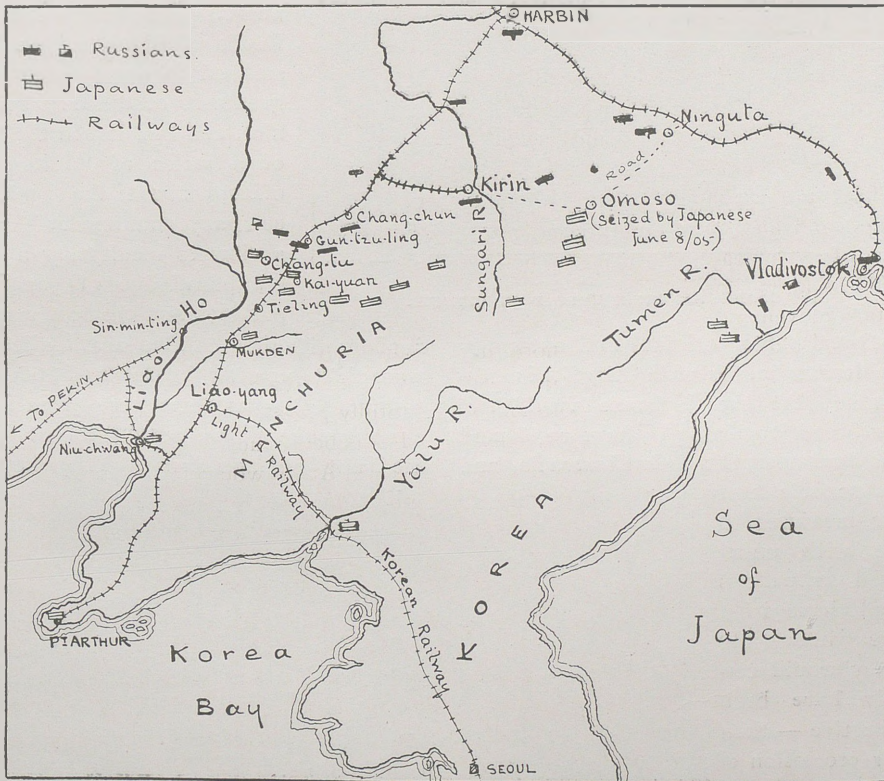 HARBIN
Russians.
Japanese
Railways
Ninguta
Road
Kirin
Omoso
(Seized by Japanese
June 8/05)
Chang-chun
Gun-tzu-ling
Chang-tu
Kai-yuan
Tieling
Sungari R.
Vladivostok
Tumen R.
Sin-min-ting
Liao Ho
MUKDEN
← To PEKIN
Liao-yang
Light Railway
MANCHURIA
Niu-chwang
Yalu R.
KOREA
Korean Railway
Sea
of
Japan
PT ARTHUR
Korea
Bay
SEOUL